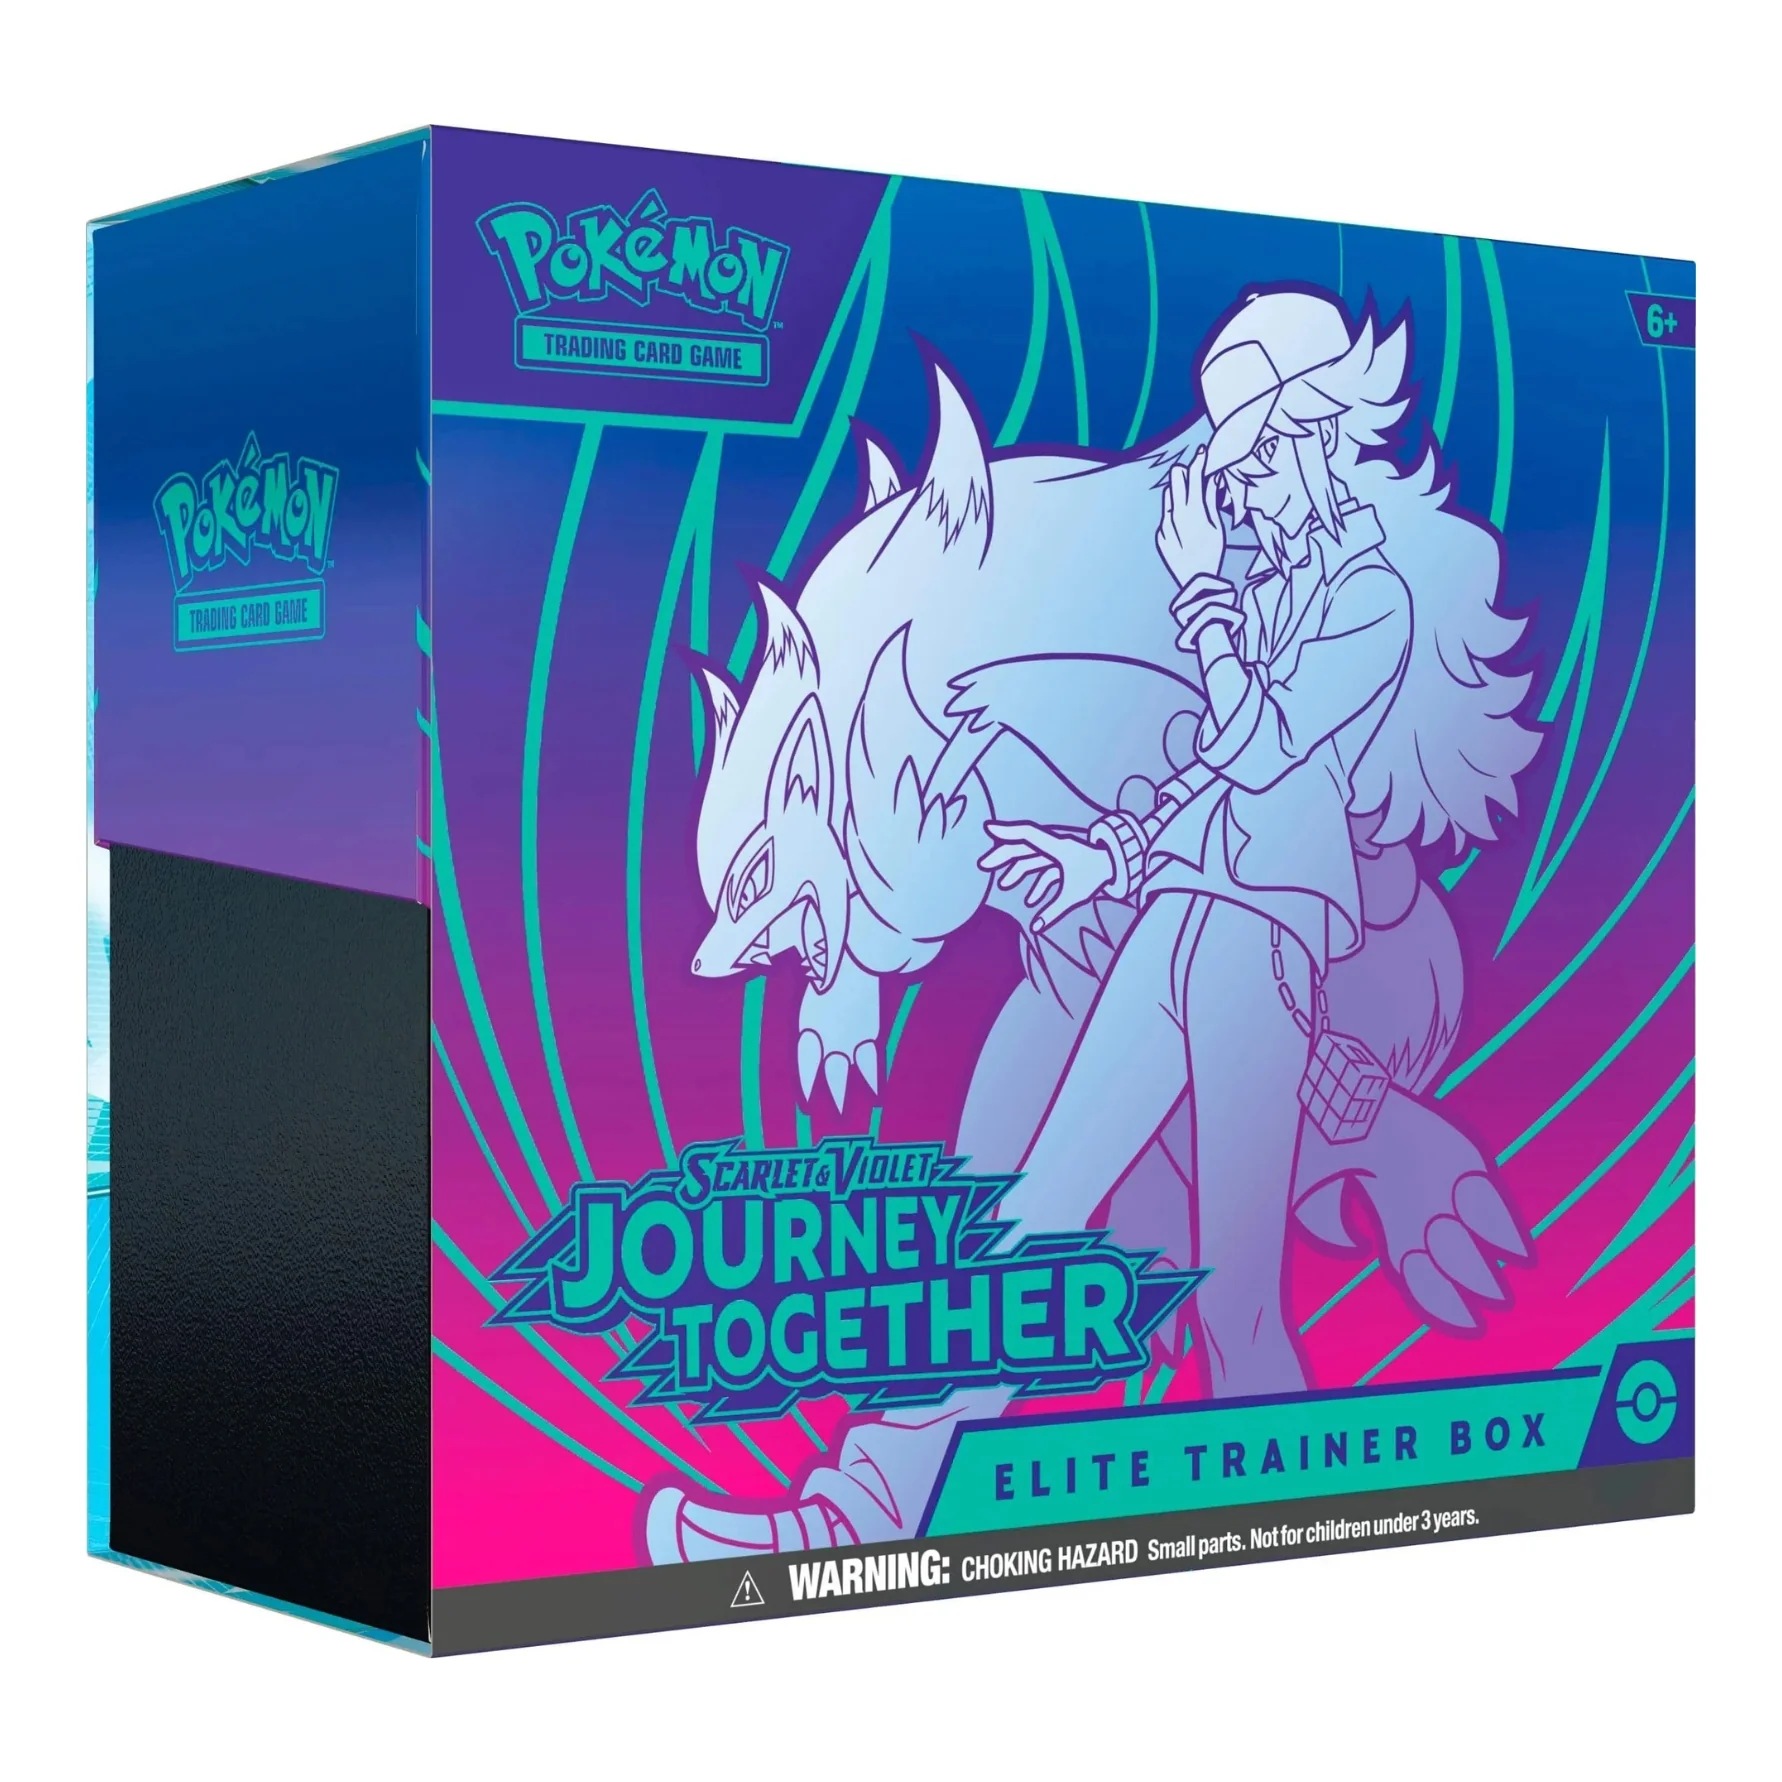 POKéMON
TRADING CARD GAME
6+
POKéMON
TRADING CARD GAME
SCARLET & VIOLET
JOURNEY
TOGETHER
ELITE TRAINER BOX
WARNING: CHOKING HAZARD Small parts. Not for children under 3 years.